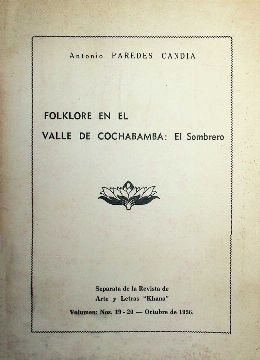 Antonio PAREDES CANDIA
FOLKLORE EN EL
VALLE DE COCHABAMBA: El Sombrero
Separata de la Revista de
Arte y Letras "Khana"
Volumen: Nos. 19 - 20 — Octubre de 1956.